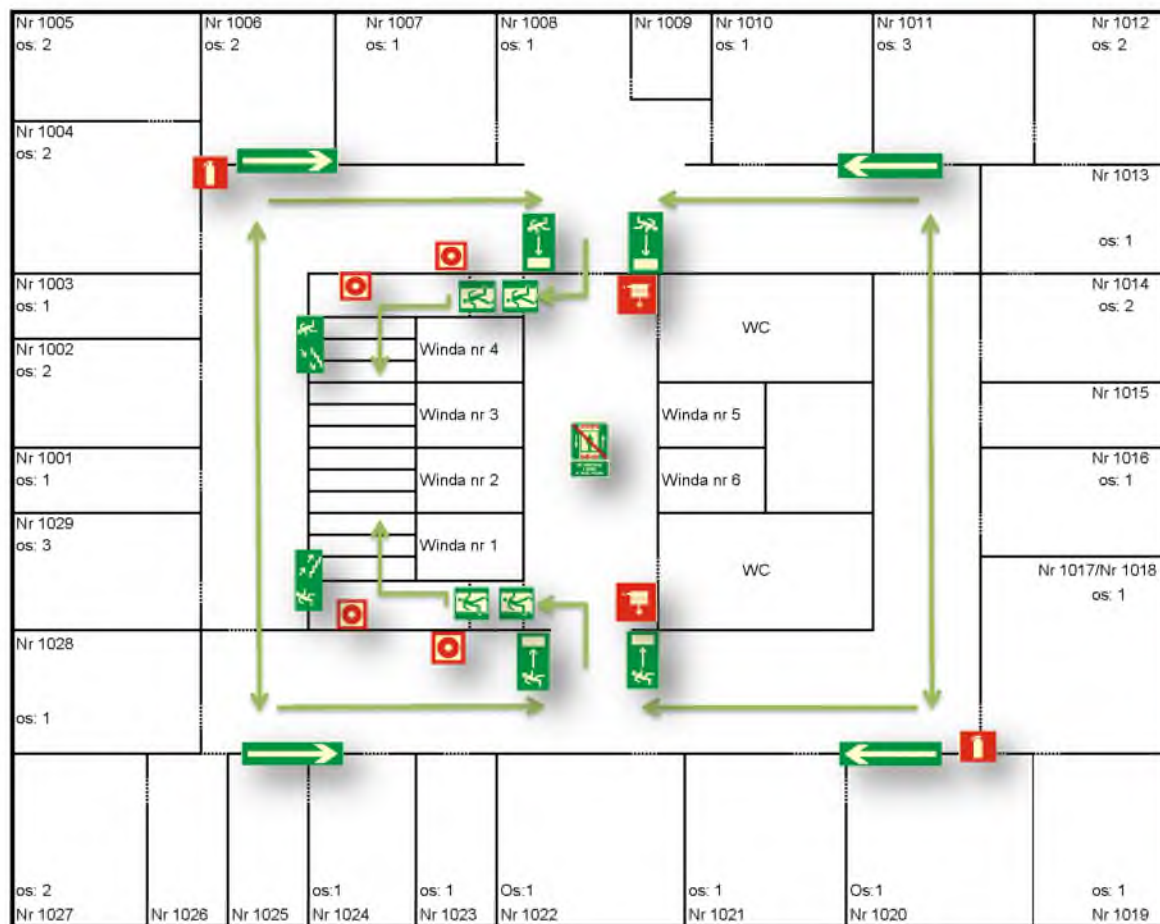 Nr 1005
os: 2
Nr 1006
os: 2
Nr 1007
os: 1
Nr 1008
os: 1
Nr 1009
Nr 1010
os: 1
Nr 1011
os: 3
Nr 1012
os: 2
Nr 1004
os: 2
Nr 1013
os: 1
Nr 1003
os: 1
Nr 1014
os: 2
WC
Nr 1002
os: 2
Winda nr 4
Winda nr 3
Winda nr 5
Nr 1015
Nr 1001
os: 1
Winda nr 2
Winda nr 6
Nr 1016
os: 1
Nr 1029
os: 3
Winda nr 1
WC
Nr 1017/Nr 1018
os: 1
Nr 1028
os: 1
os: 2
Nr 1027
Nr 1026
Nr 1025
os:1
Nr 1024
os: 1
Nr 1023
Os:1
Nr 1022
os: 1
Nr 1021
Os:1
Nr 1020
os: 1
Nr 1019